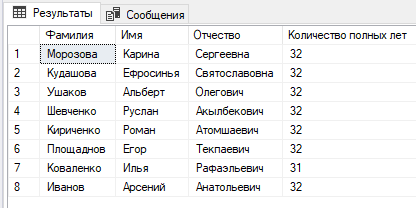 Результаты Сообщения
Фамилия Имя Отчество Количество полных лет
1 Морозова Карина Сергеевна 32
2 Кудашова Ефросинья Святославовна 32
3 Ушаков Альберт Олегович 32
4 Шевченко Руслан Акылбекович 32
5 Кириченко Роман Атомшаевич 32
6 Площаднов Егор Текпаевич 32
7 Коваленко Илья Рафаэльевич 31
8 Иванов Арсений Анатольевич 32